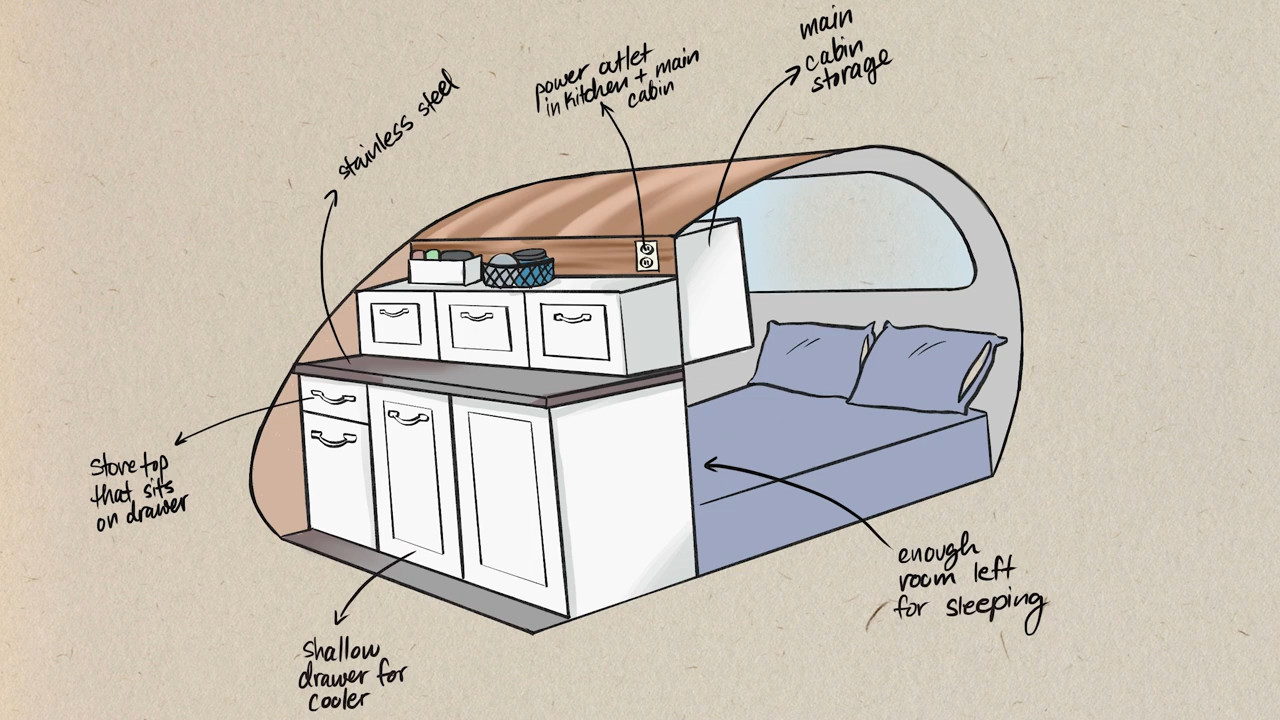 stainless steel
power outlet
in kitchen + main
cabin
main
cabin
storage
stove top
that sits
on drawer
shallow
drawer for
cooler
enough
room left
for sleeping